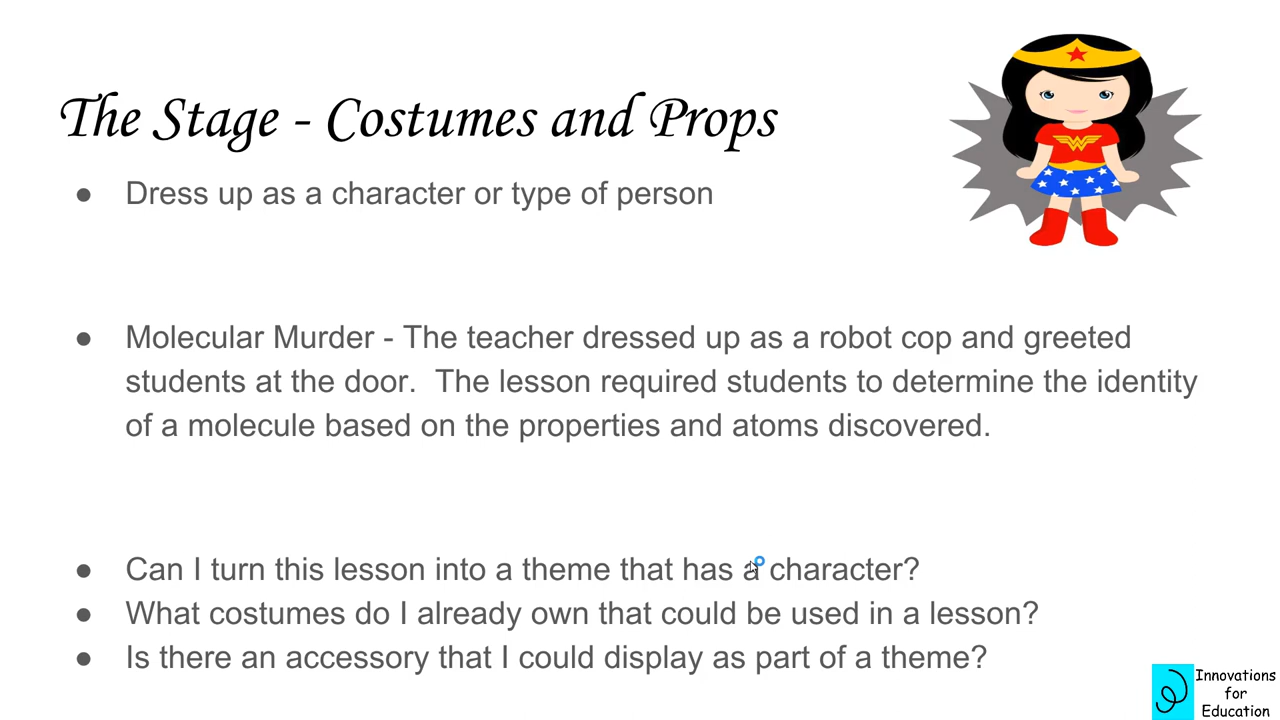 The Stage - Costumes and Props
● Dress up as a character or type of person
● Molecular Murder - The teacher dressed up as a robot cop and greeted
students at the door.  The lesson required students to determine the identity
of a molecule based on the properties and atoms discovered.
● Can I turn this lesson into a theme that has a character?
● What costumes do I already own that could be used in a lesson?
● Is there an accessory that I could display as part of a theme?
Innovations
for
Education